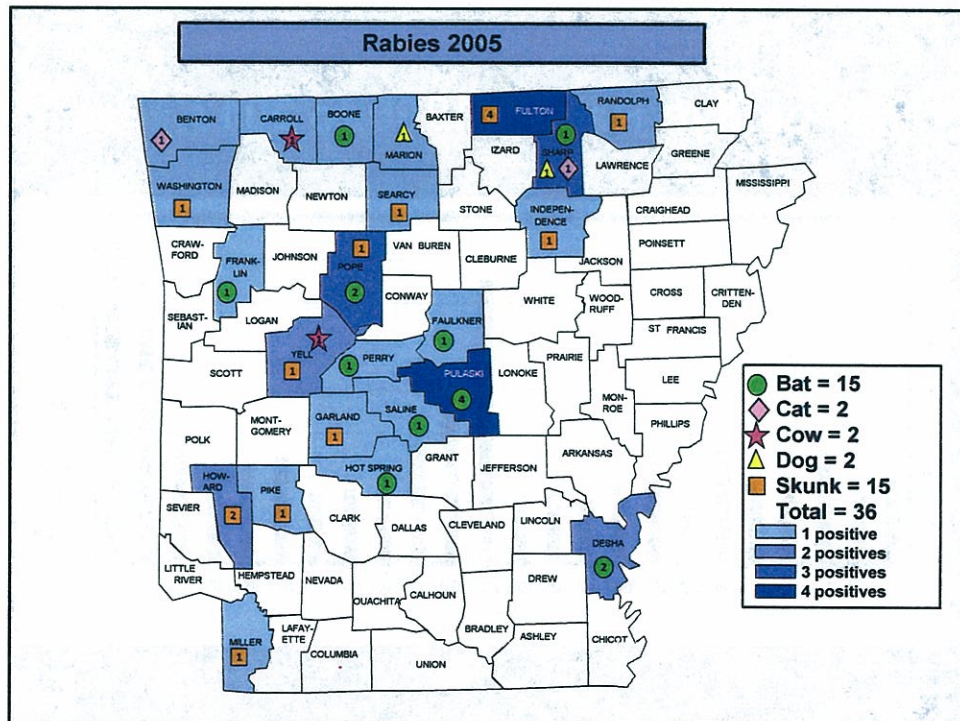 Rabies 2005
BENTON
CARROLL
BOONE
MARION
BAXTER
FULTON
RANDOLPH
CLAY
1
1
1
1
4
1
1
SHARP
1
1
IZARD
LAWRENCE
GREENE
WASHINGTON
1
MADISON
NEWTON
SEARCY
1
STONE
INDEPEN-
DENCE
1
CRAIGHEAD
MISSISSIPPI
CRAW-
FORD
FRANK-
LIN
1
JOHNSON
1
POPE
2
VAN BUREN
CLEBURNE
JACKSON
POINSETT
SEBAST-
IAN
LOGAN
CONWAY
FAULKNER
1
WHITE
WOOD-
RUFF
CROSS
CRITTEN-
DEN
ST FRANCIS
SCOTT
1
YELL
1
PERRY
1
PULASKI
4
LONOKE
PRAIRIE
MON-
ROE
LEE
PHILLIPS
POLK
MONT-
GOMERY
GARLAND
1
SALINE
1
HOT SPRING
1
GRANT
JEFFERSON
ARKANSAS
SEVIER
HOW-
ARD
2
PIKE
1
CLARK
DALLAS
CLEVELAND
LINCOLN
DESHA
2
LITTLE
RIVER
HEMPSTEAD
NEVADA
OUACHITA
CALHOUN
DREW
MILLER
1
LAFAY-
ETTE
COLUMBIA
UNION
BRADLEY
ASHLEY
CHICOT
Bat = 15
Cat = 2
Cow = 2
Dog = 2
Skunk = 15
Total = 36
1 positive
2 positives
3 positives
4 positives